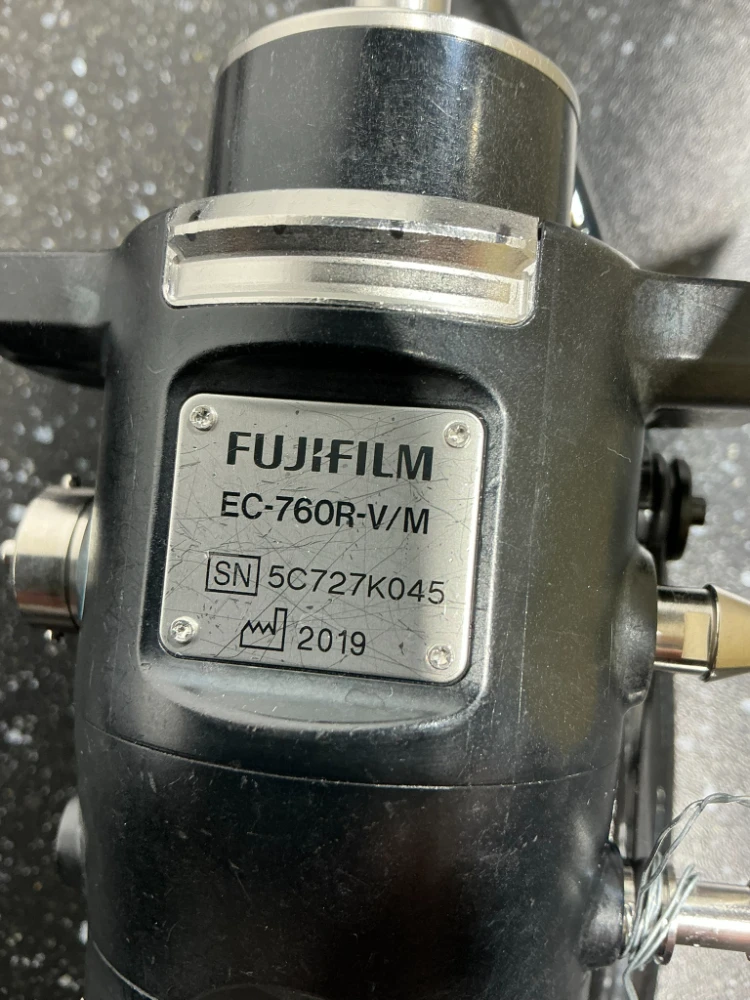 FUJIFILM
EC-760R-V/M
SN 5C727K045
2019